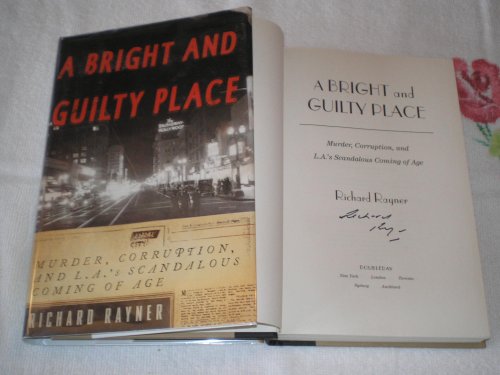 A BRIGHT AND
GUILTY PLACE
MURDER, CORRUPTION,
AND L.A.'S SCANDALOUS
COMING OF AGE
RICHARD RAYNER
A BRIGHT and
GUILTY PLACE
Murder, Corruption, and
L.A.'s Scandalous Coming of Age
Richard Rayner
Richard
DOUBLEDAY
New York London Toronto
Sydney Auckland